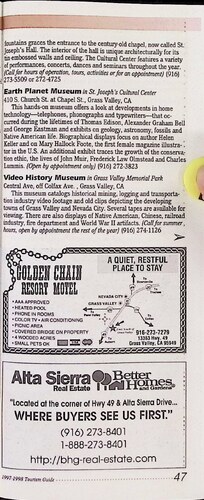 fountains graces the entrance to the century-old chapel, now called St.
Joseph's Hall. The interior of the hall is unique architecturally for its
its embossed walls and ceiling. The Cultural Center features a variety
of performances, concerts, dances and seminars throughout the year.
(Call for hours of operation, tours, activities or for an appointment) (916)
273-5509 or 272-4725
Earth Planet Museum in St. Joseph's Cultural Center
410 S. Church St. at Chapel St., Grass Valley, CA
This hands-on museum offers a look at developments in home
technology—telephones, phonographs and typewriters—that oc-
curred during the lifetimes of Thomas Edison, Alexander Graham Bell
and George Eastman and exhibits on geology, astronomy, fossils and
Native American life. Biographical displays focus on author Helen
Keller and on Mary Hallock Foote, the first female magazine illustra-
tor in the U.S. An additional exhibit traces the growth of the conserva-
tion ethic, the lives of John Muir, Frederick Law Olmstead and Charles
Lummis. (Open by appointment only) 916) 272-3823
Video History Museum in Grass Valley Memorial Park
Central Ave, off Colfax Ave., Grass Valley, CA
This museum catalogs historical mining, logging and transporta-
tion industry video footage and old clips depicting the developing
towns of Grass Valley and Nevada City. Several tapes are available for
viewing. There are also displays of Native American, Chinese, railroad
industry, fire department and World War II artifacts. (Call for summer
hours, open by appointment the rest of the year) (916) 274-1126
GOLDEN CHAIN
RESORT MOTEL
• AAA APPROVED
• HEATED POOL
• PHONE IN ROOMS
• COLOR TV • AIR CONDITIONING
• PICNIC AREA
• COVERED BRIDGE ON PROPERTY
• 4 WOODED ACRES
• SMALL PETS OK
A QUIET, RESTFUL
PLACE TO STAY
NEVADA CITY
GRASS VALLEY
916-273-7279
13363 Hwy. 49
Grass Valley, CA 95949
Alta Sierra
Real Estate
Better
Homes
and Gardens
"Located at the corner of Hwy 49 & Alta Sierra Drive...
WHERE BUYERS SEE US FIRST."
(916) 273-8401
1-888-273-8401
http://bhg-real-estate.com
1997-1998 Tourism Guide
47